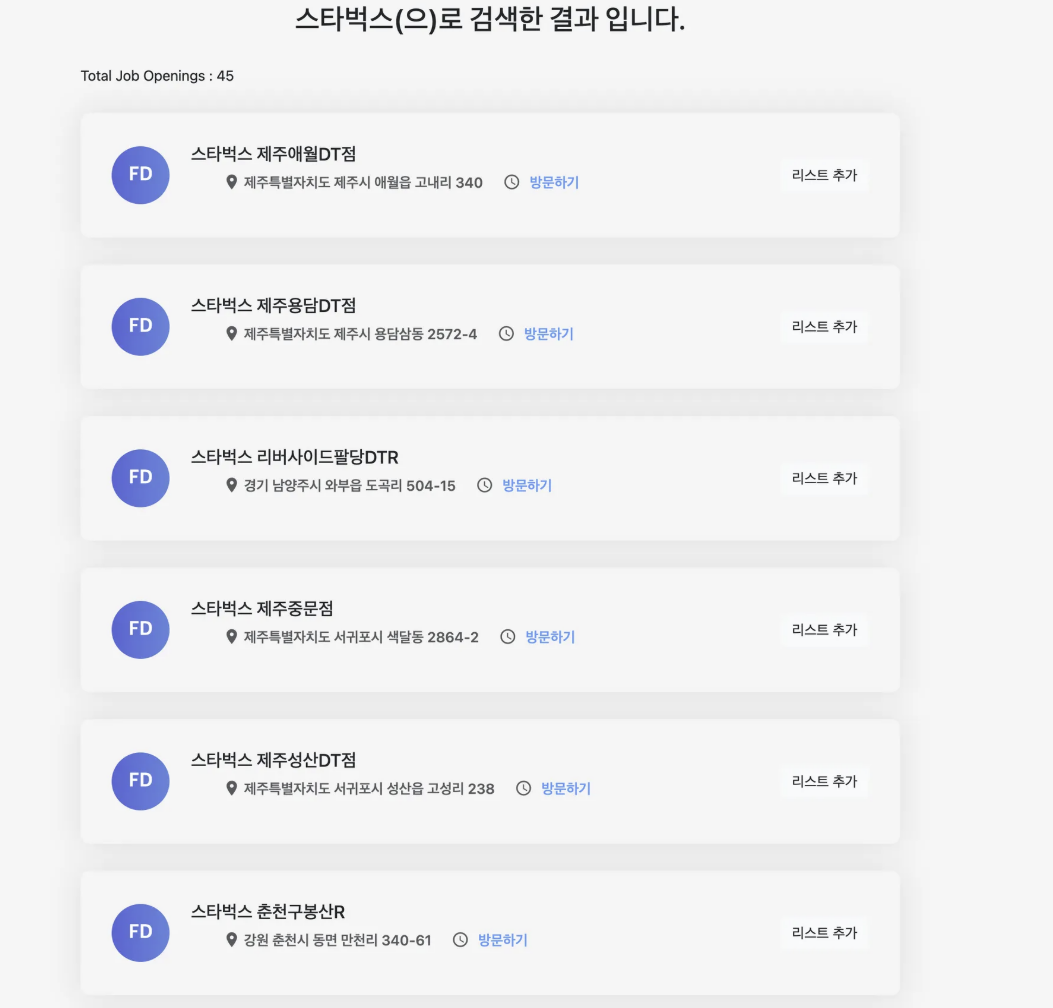 스타벅스(으)로 검색한 결과 입니다.
Total Job Openings : 45
FD
스타벅스 제주애월DT점
제주특별자치도 제주시 애월읍 고내리 340 방문하기
리스트 추가
FD
스타벅스 제주용담DT점
제주특별자치도 제주시 용담삼동 2572-4 방문하기
리스트 추가
FD
스타벅스 리버사이드팔당DTR
경기 남양주시 와부읍 도곡리 504-15 방문하기
리스트 추가
FD
스타벅스 제주중문점
제주특별자치도 서귀포시 색달동 2864-2 방문하기
리스트 추가
FD
스타벅스 제주성산DT점
제주특별자치도 서귀포시 성산읍 고성리 238 방문하기
리스트 추가
FD
스타벅스 춘천구봉산R
강원 춘천시 동면 만천리 340-61 방문하기
리스트 추가